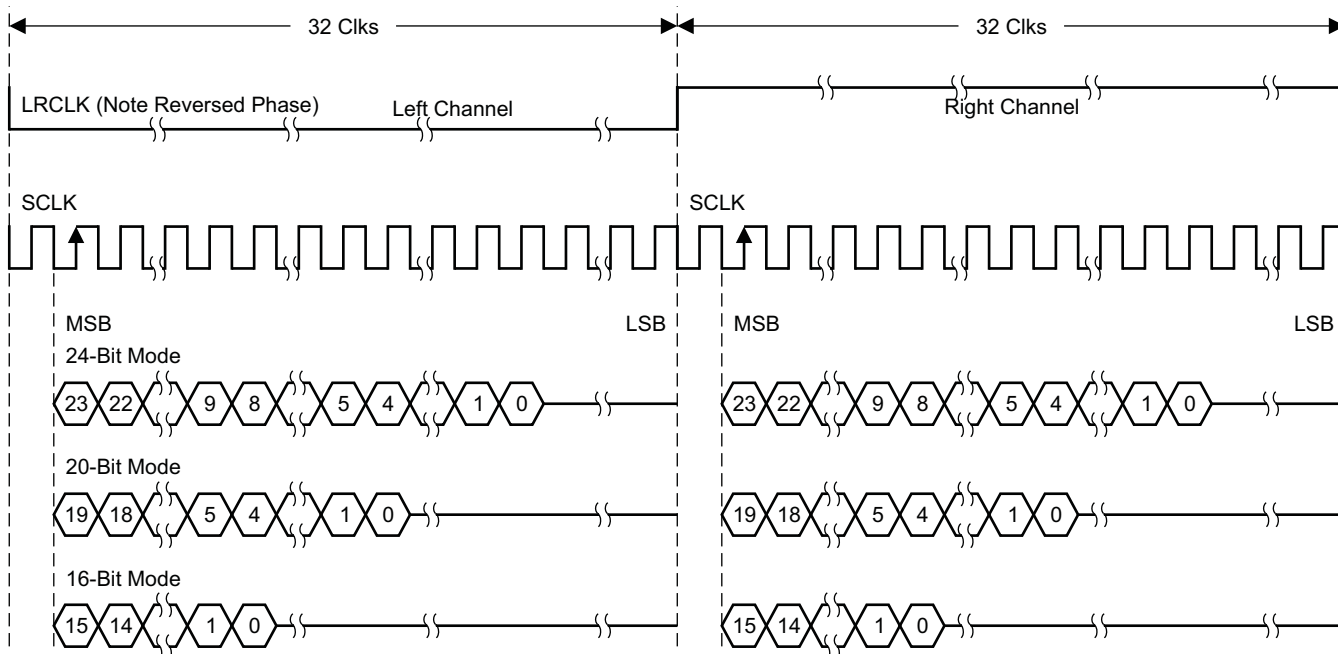 32 Clks 32 Clks
LRCLK (Note Reversed Phase) Left Channel Right Channel
SCLK SCLK
MSB LSB MSB LSB
24-Bit Mode
23 22 9 8 5 4 1 0 23 22 9 8 5 4 1 0
20-Bit Mode
19 18 5 4 1 0 19 18 5 4 1 0
16-Bit Mode
15 14 1 0 15 14 1 0